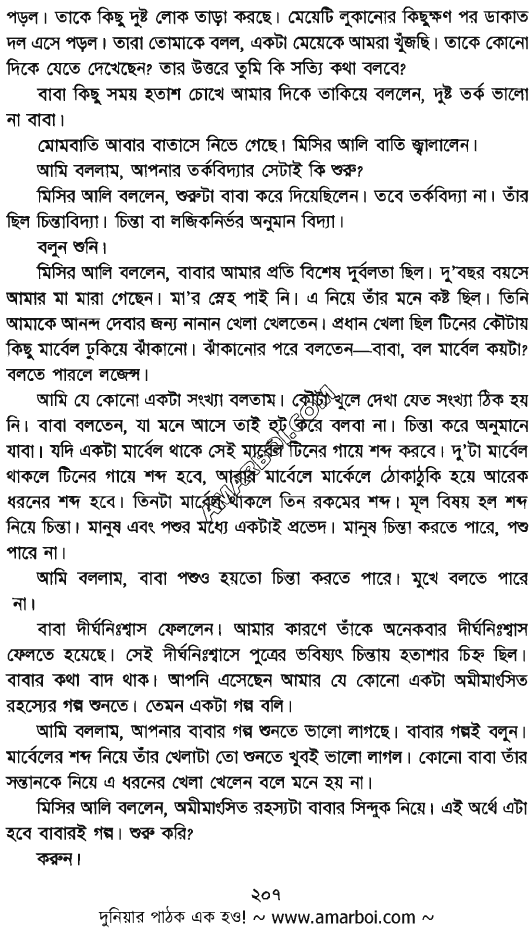 পড়ল। তাকে কিছু দুষ্ট লোক তাড়া করছে। মেয়েটি লুকানোর কিছুক্ষণ পর ডাকাত
দল এসে পড়ল। তারা তোমাকে বলল, একটা মেয়েকে আমরা খুঁজছি। তাকে কোনো
দিকে যেতে দেখেছেন? তার উত্তরে তুমি কি সত্যি কথা বলবে?
বাবা কিছু সময় হতাশ চোখে আমার দিকে তাকিয়ে বললেন, দুষ্ট তর্ক ভালো
না বাবা।
মোমবাতি আবার বাতাসে নিভে গেছে। মিসির আলি বাতি জ্বালালেন।
আমি বললাম, আপনার তর্কবিদ্যার সেটাই কি শুরু?
মিসির আলি বললেন, শুরুটা বাবা করে দিয়েছিলেন। তবে তর্কবিদ্যা না। তাঁর
ছিল চিন্তাবিদ্যা। চিন্তা বা লজিকনির্ভর অনুমান বিদ্যা।
বলুন শুনি।
মিসির আলি বললেন, বাবার আমার প্রতি বিশেষ দুর্বলতা ছিল। দু'বছর বয়সে
আমার মা মারা গেছেন। মা'র স্নেহ পাই নি। এ নিয়ে তাঁর মনে কষ্ট ছিল। তিনি
আমাকে আনন্দ দেবার জন্য নানান খেলা খেলতেন। প্রধান খেলা ছিল টিনের কৌটায়
কিছু মার্বেল ঢুকিয়ে ঝাঁকানো। ঝাঁকানোর পরে বলতেন—বাবা, বল মার্বেল কয়টা?
বলতে পারলে লজেন্স।
আমি যে কোনো একটা সংখ্যা বলতাম। কৌটা খুলে দেখা যেত সংখ্যা ঠিক হয়
নি। বাবা বলতেন, যা মনে আসে তাই হুট করে বলবা না। চিন্তা করে অনুমানে
যাবা। যদি একটা মার্বেল থাকে সেই মার্বেল টিনের গায়ে শব্দ করবে। দু'টা মার্বেল
থাকলে টিনের গায়ে শব্দ হবে, আবার মার্বেলে মার্কেলে ঠোকাঠুকি হয়ে আরেক
ধরনের শব্দ হবে। তিনটা মার্বেল থাকলে তিন রকমের শব্দ। মূল বিষয় হল শব্দ
নিয়ে চিন্তা। মানুষ এবং পশুর মধ্যে একটাই প্রভেদ। মানুষ চিন্তা করতে পারে, পশু
পারে না।
আমি বললাম, বাবা পশুও হয়তো চিন্তা করতে পারে। মুখে বলতে পারে
না।
বাবা দীর্ঘনিঃশ্বাস ফেললেন। আমার কারণে তাঁকে অনেকবার দীর্ঘনিঃশ্বাস
ফেলতে হয়েছে। সেই দীর্ঘনিঃশ্বাসে পুত্রের ভবিষ্যৎ চিন্তায় হতাশার চিহ্ন ছিল।
বাবার কথা বাদ থাক। আপনি এসেছেন আমার যে কোনো একটা অমীমাংসিত
রহস্যের গল্প শুনতে। তেমন একটা গল্প বলি।
আমি বললাম, আপনার বাবার গল্প শুনতে ভালো লাগছে। বাবার গল্পই বলুন।
মার্বেলের শব্দ নিয়ে তাঁর খেলাটা তো শুনতে খুবই ভালো লাগল। কোনো বাবা তাঁর
সন্তানকে নিয়ে এ ধরনের খেলা খেলেন বলে মনে হয় না।
মিসির আলি বললেন, অমীমাংসিত রহস্যটা বাবার সিন্দুক নিয়ে। এই অর্থে এটা
হবে বাবারই গল্প। শুরু করি?
করুন।
২০৭
দুনিয়ার পাঠক এক হও! ~ www.amarboi.com ~
AMARBOI.COM